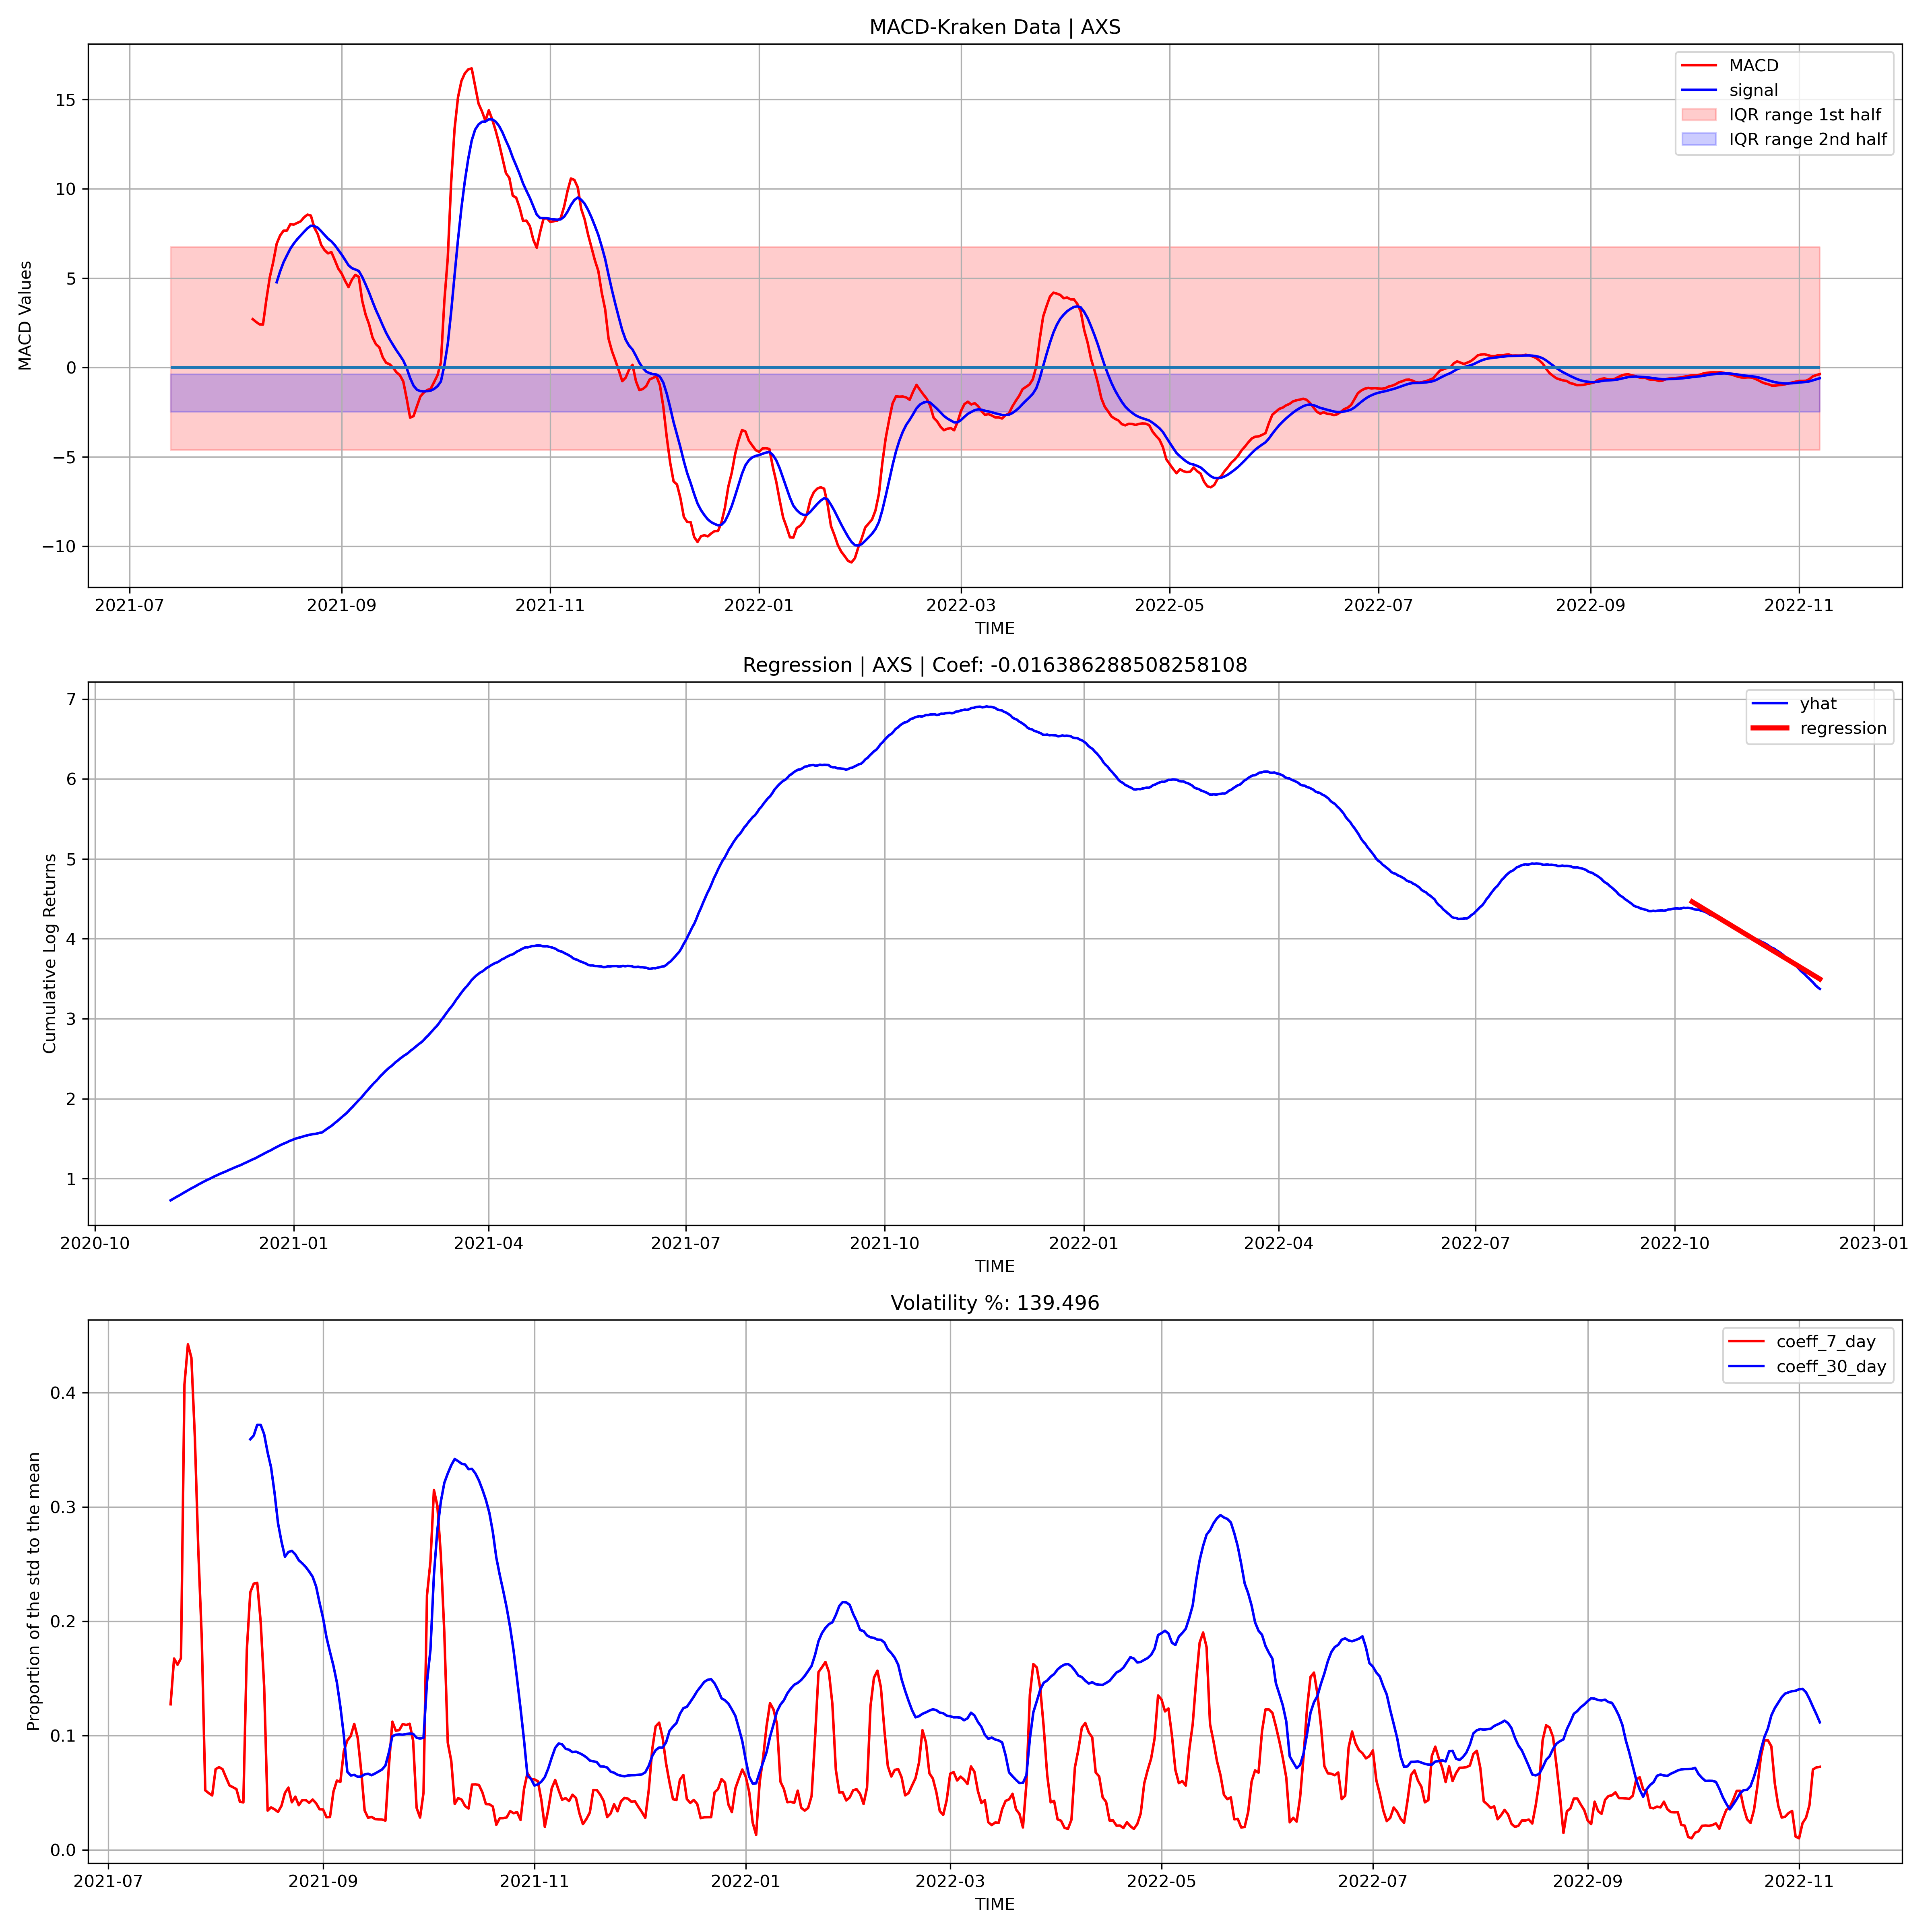 MACD-Kraken Data | AXS
MACD
signal
IQR range 1st half
IQR range 2nd half
MACD Values
15
10
5
0
−5
−10
2021-07 2021-09 2021-11 2022-01 2022-03 2022-05 2022-07 2022-09 2022-11
TIME
Regression | AXS | Coef: -0.016386288508258108
yhat
regression
Cumulative Log Returns
7
6
5
4
3
2
1
2020-10 2021-01 2021-04 2021-07 2021-10 2022-01 2022-04 2022-07 2022-10 2023-01
TIME
Volatility %: 139.496
coeff_7_day
coeff_30_day
Proportion of the std to the mean
0.4
0.3
0.2
0.1
0.0
2021-07 2021-09 2021-11 2022-01 2022-03 2022-05 2022-07 2022-09 2022-11
TIME